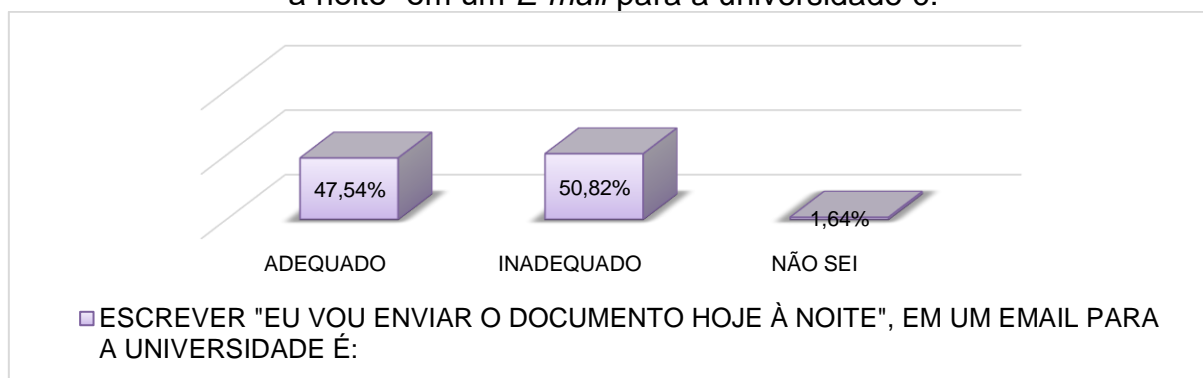 a noite" em um E-mail para a universidade é:
47,54%
50,82%
1,64%
ADEQUADO
INADEQUADO
NÃO SEI
ESCREVER "EU VOU ENVIAR O DOCUMENTO HOJE À NOITE", EM UM EMAIL PARA
A UNIVERSIDADE É: